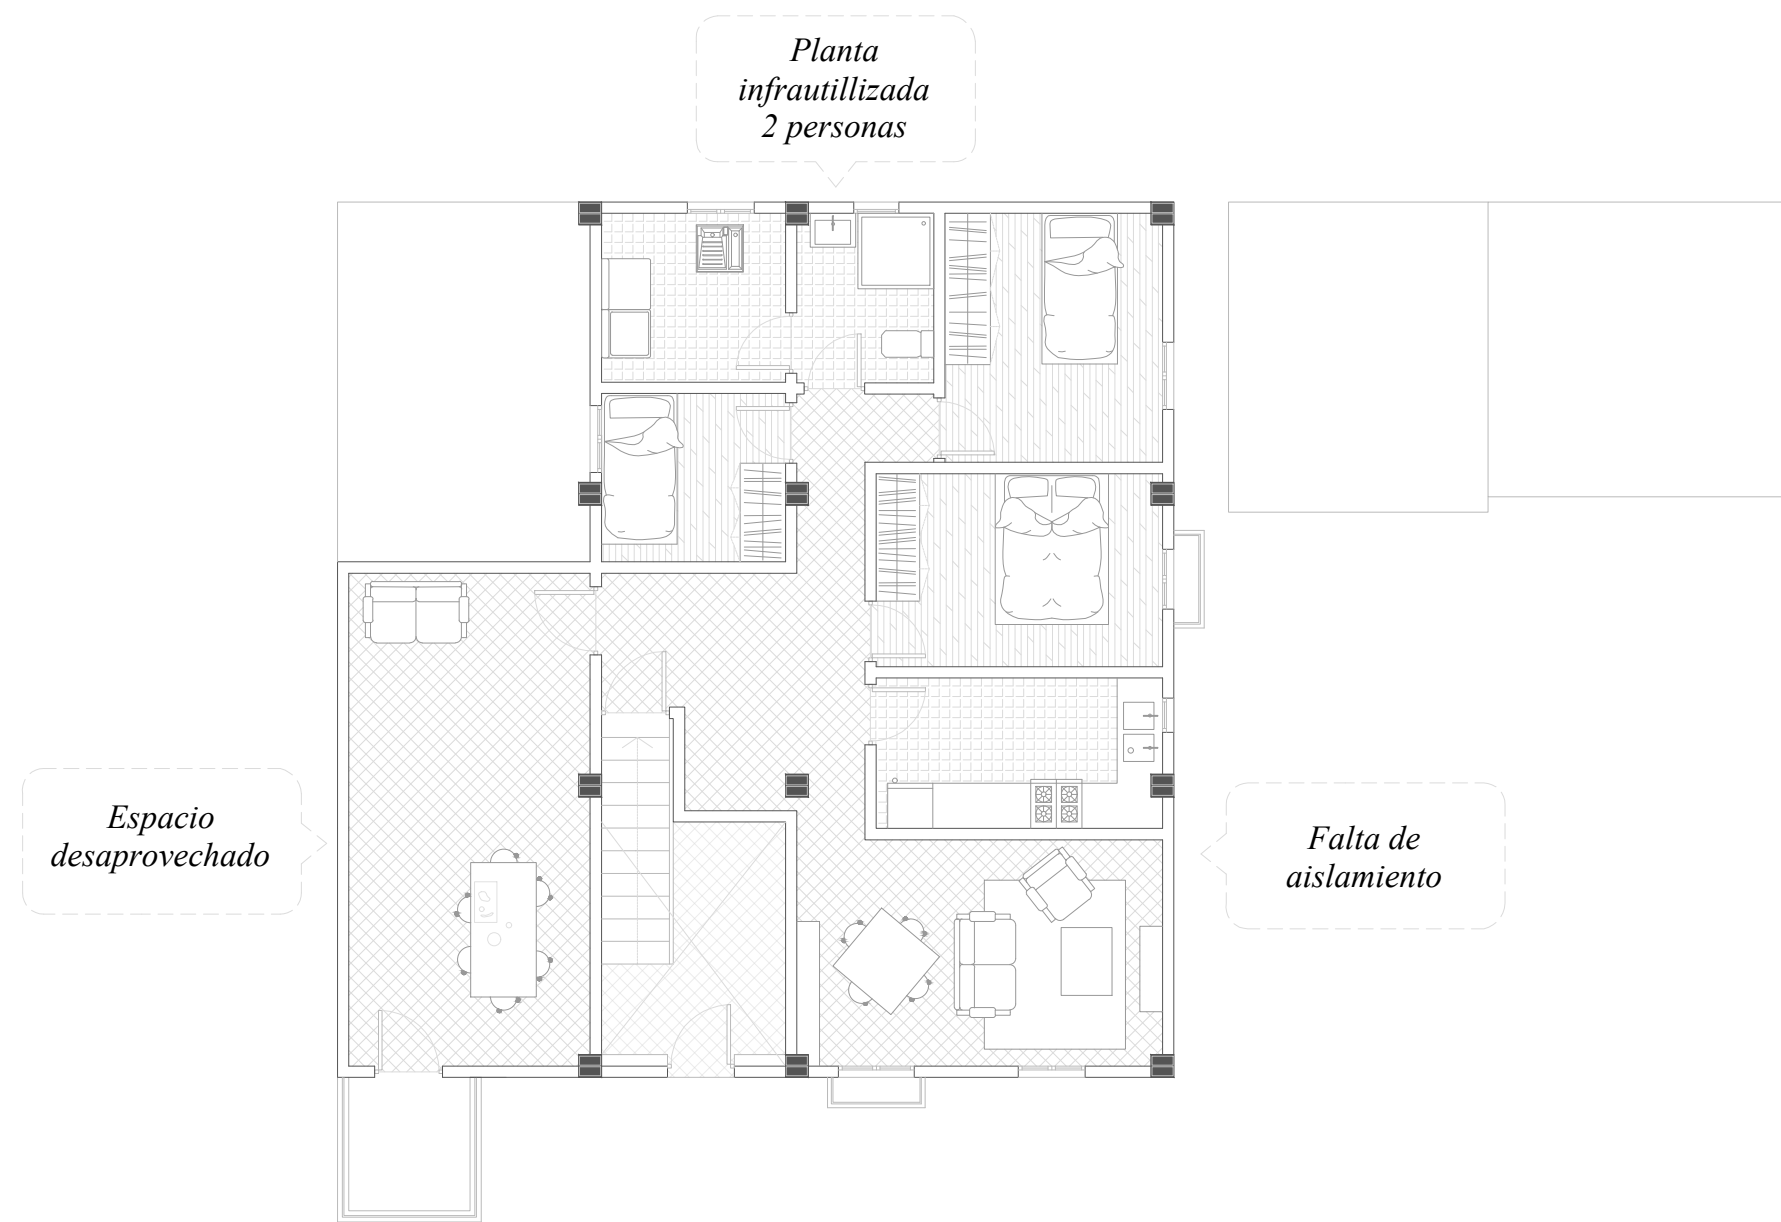 Planta
infrautillizada
2 personas
Espacio
desaprovechado
Falta de
aislamiento